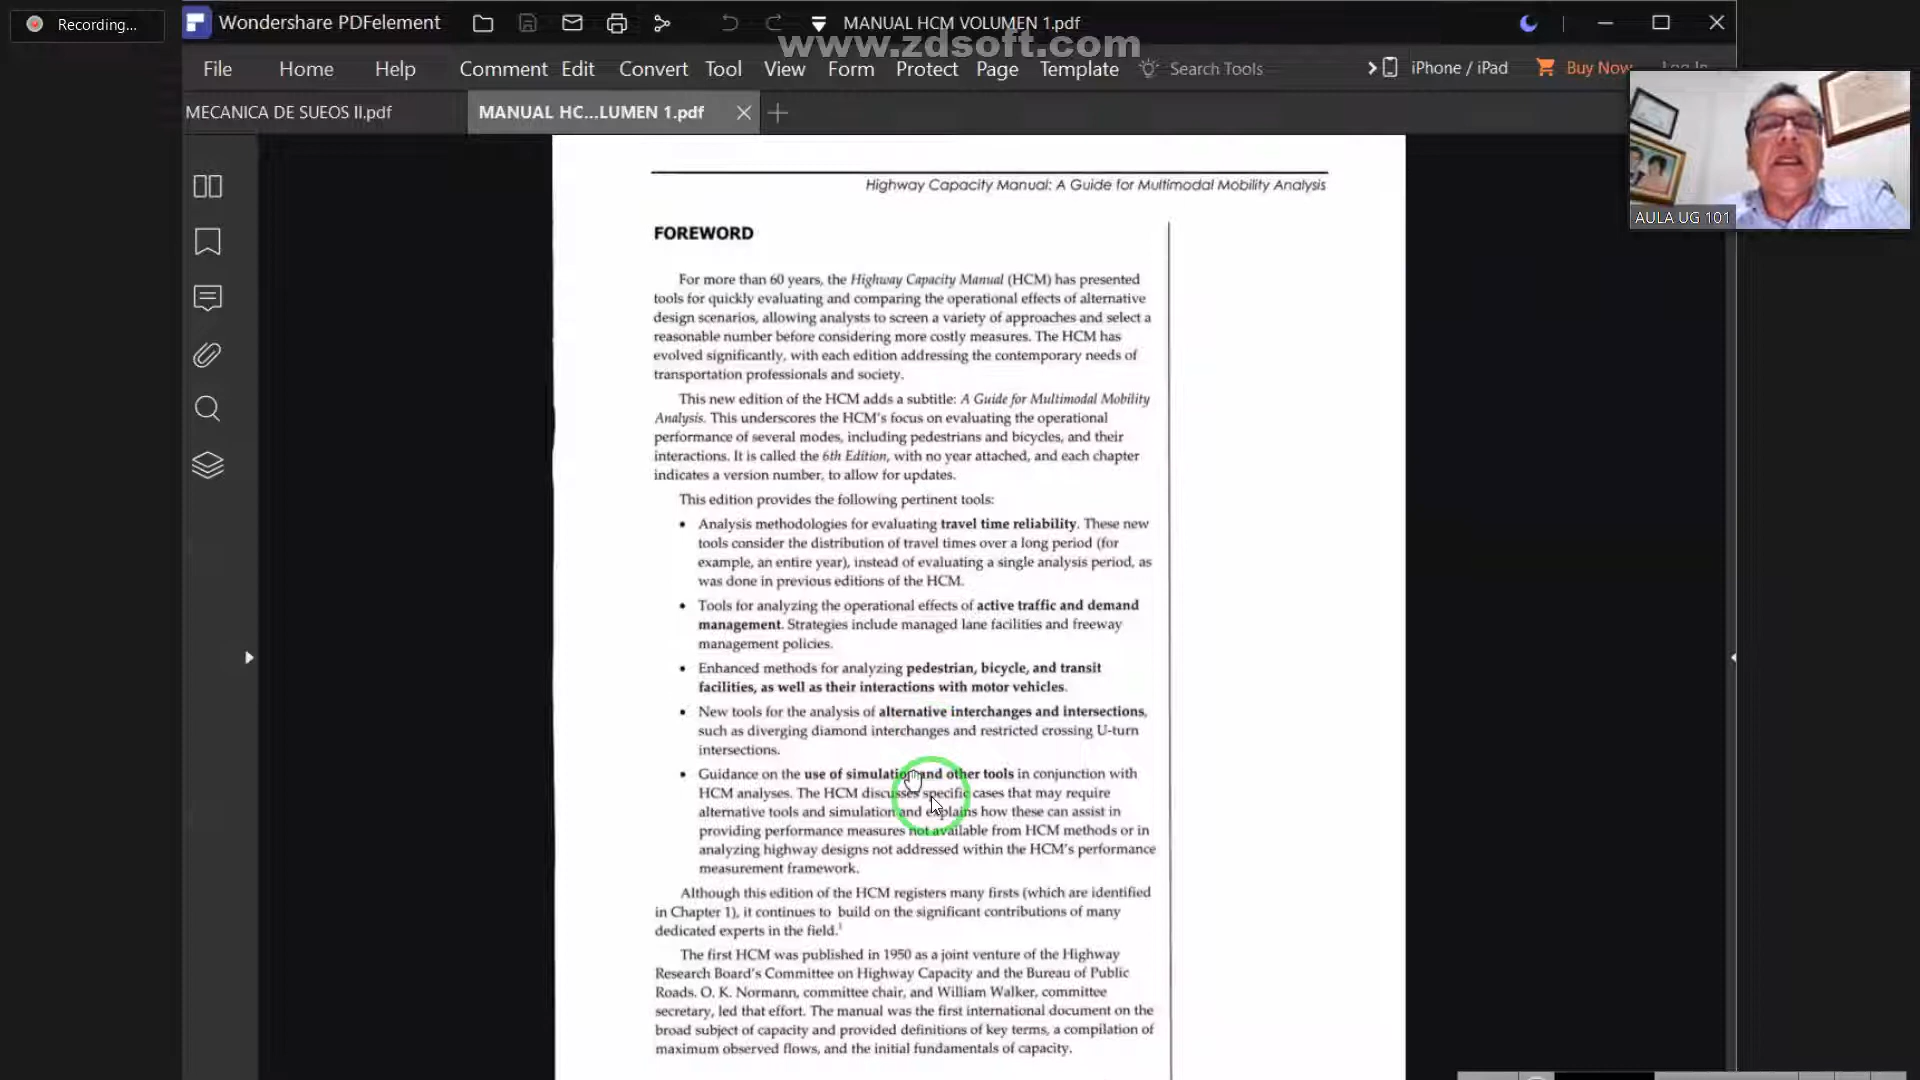 Recording...
Wondershare PDFelement
MANUAL HCM VOLUMEN 1.pdf
www.zdsoft.com
File Home Help Comment Edit Convert Tool View Form Protect Page Template Search Tools iPhone / iPad Buy Now Log In
MECANICA DE SUEOS II.pdf
MANUAL HC...LUMEN 1.pdf
AULA UG 101
Highway Capacity Manual: A Guide for Multimodal Mobility Analysis
FOREWORD
For more than 60 years, the Highway Capacity Manual (HCM) has presented
tools for quickly evaluating and comparing the operational effects of alternative
design scenarios, allowing analysts to screen a variety of approaches and select a
reasonable number before considering more costly measures. The HCM has
evolved significantly, with each edition addressing the contemporary needs of
transportation professionals and society.
This new edition of the HCM adds a subtitle: A Guide for Multimodal Mobility
Analysis. This underscores the HCM's focus on evaluating the operational
performance of several modes, including pedestrians and bicycles, and their
interactions. It is called the 6th Edition, with no year attached, and each chapter
indicates a version number, to allow for updates.
This edition provides the following pertinent tools:
• Analysis methodologies for evaluating travel time reliability. These new
tools consider the distribution of travel times over a long period (for
example, an entire year), instead of evaluating a single analysis period, as
was done in previous editions of the HCM.
• Tools for analyzing the operational effects of active traffic and demand
management. Strategies include managed lane facilities and freeway
management policies.
• Enhanced methods for analyzing pedestrian, bicycle, and transit
facilities, as well as their interactions with motor vehicles.
• New tools for the analysis of alternative interchanges and intersections,
such as diverging diamond interchanges and restricted crossing U-turn
intersections.
• Guidance on the use of simulation and other tools in conjunction with
HCM analyses. The HCM discusses specific cases that may require
alternative tools and simulation and explains how these can assist in
providing performance measures not available from HCM methods or in
analyzing highway designs not addressed within the HCM's performance
measurement framework.
Although this edition of the HCM registers many firsts (which are identified
in Chapter 1), it continues to build on the significant contributions of many
dedicated experts in the field.1
The first HCM was published in 1950 as a joint venture of the Highway
Research Board's Committee on Highway Capacity and the Bureau of Public
Roads. O. K. Normann, committee chair, and William Walker, committee
secretary, led that effort. The manual was the first international document on the
broad subject of capacity and provided definitions of key terms, a compilation of
maximum observed flows, and the initial fundamentals of capacity.